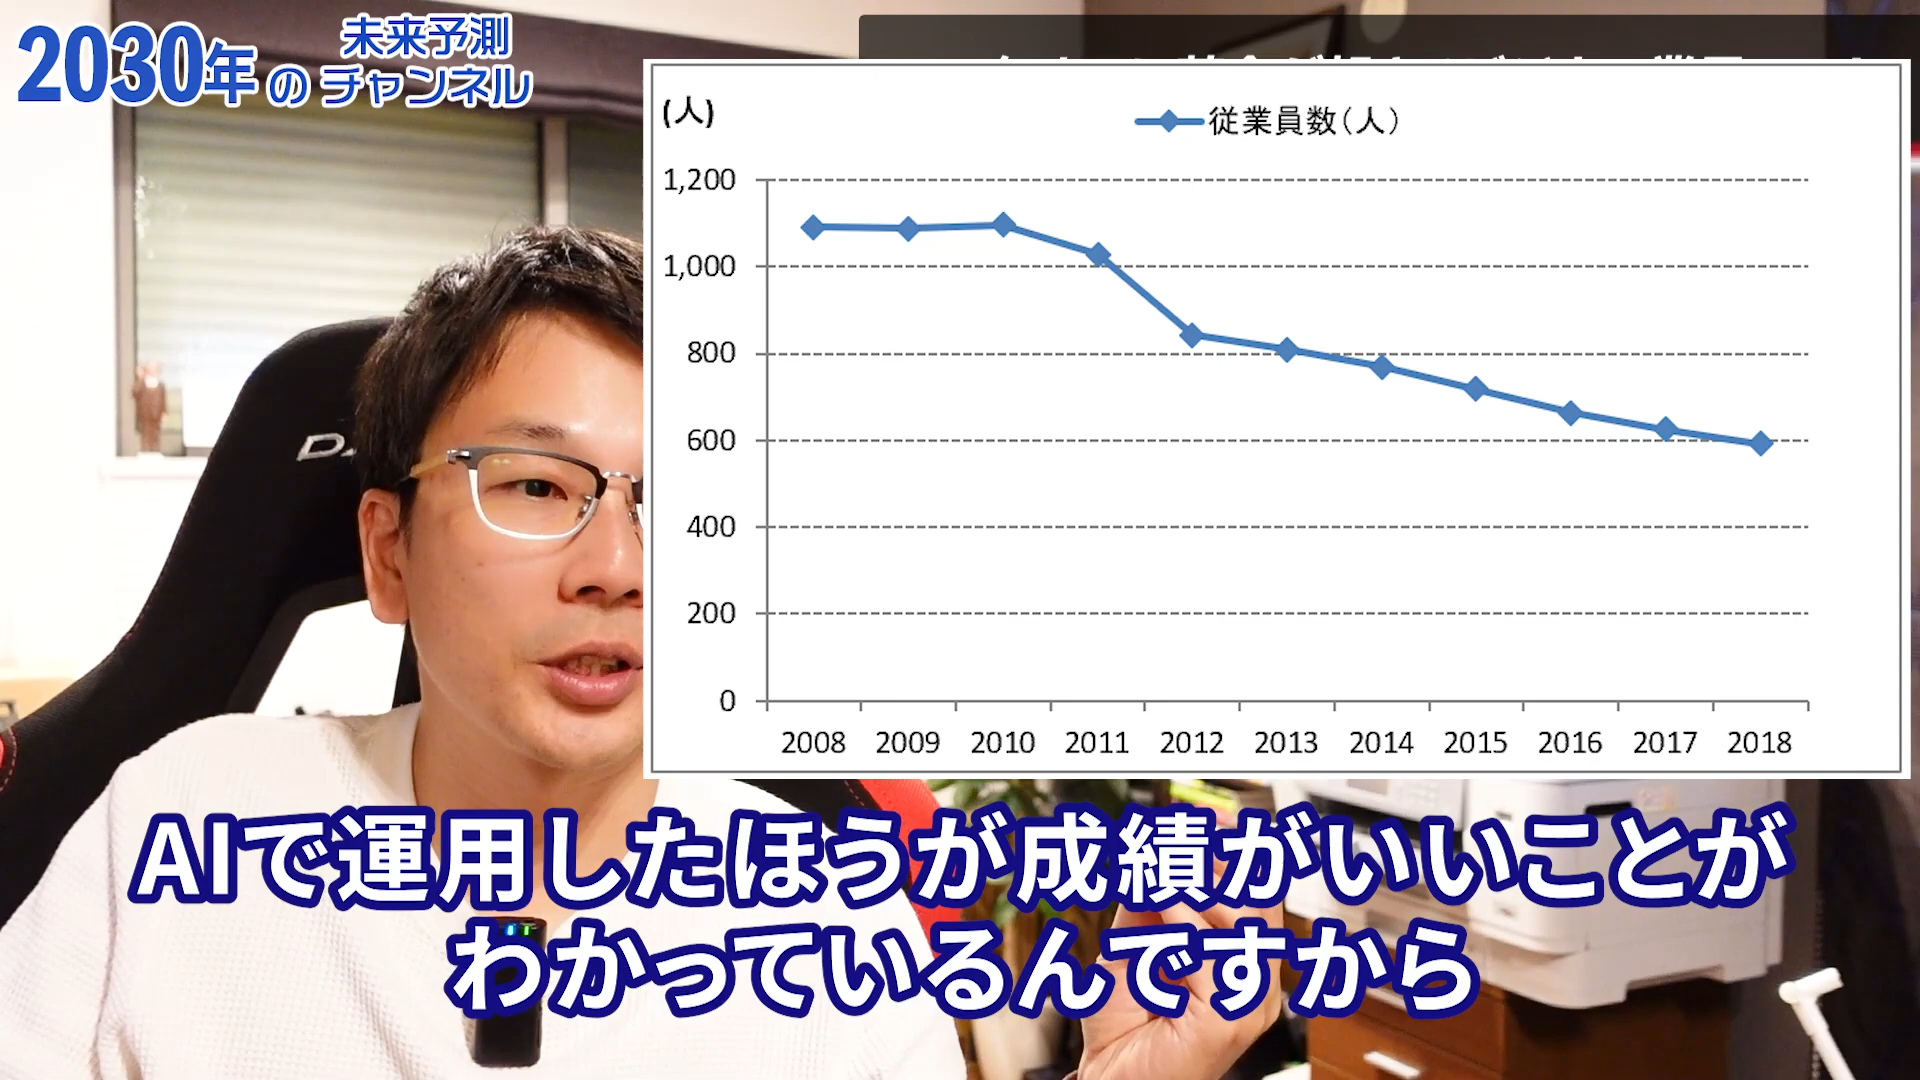 2030年の
未来予測
チャンネル
(人)
従業員数(人)
1,200
1,000
800
600
400
200
0
2008 2009 2010 2011 2012 2013 2014 2015 2016 2017 2018
AIで運用したほうが成績がいいことが
わかっているんですから